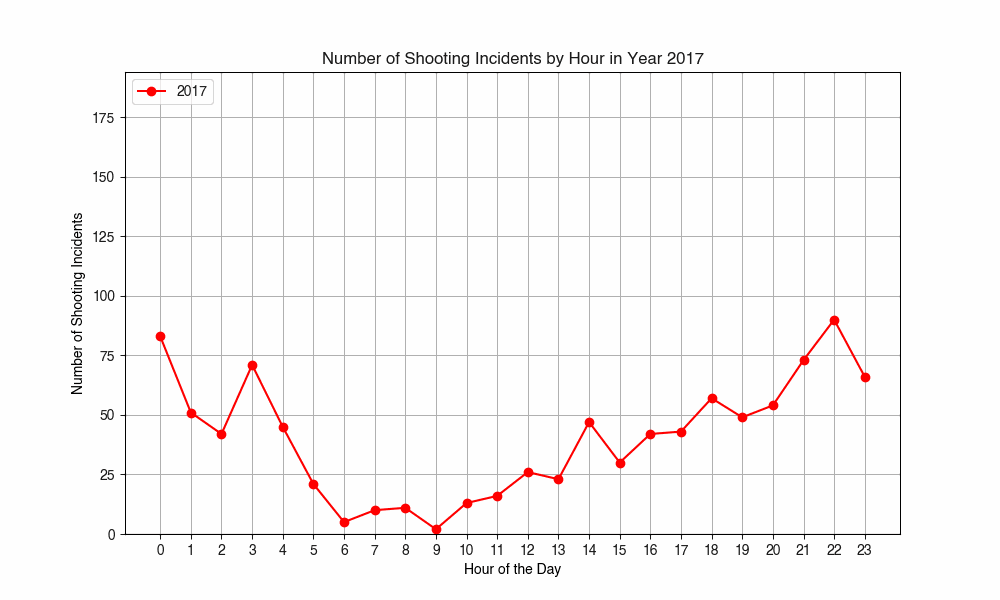 Number of Shooting Incidents by Hour in Year 2017
2017
175
150
125
100
75
50
25
0
Number of Shooting Incidents
0 1 2 3 4 5 6 7 8 9 10 11 12 13 14 15 16 17 18 19 20 21 22 23
Hour of the Day